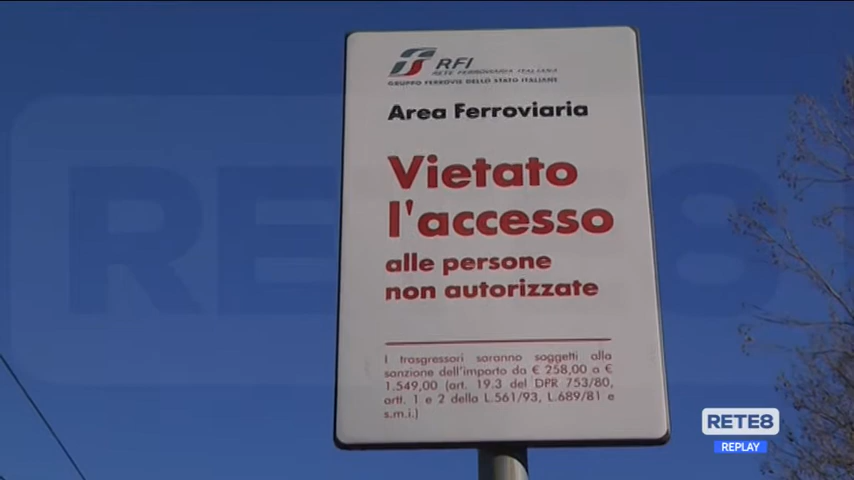 RFI
RETE FERROVIARIA ITALIANA
GRUPPO FERROVIE DELLO STATO ITALIANE
Area Ferroviaria
Vietato
l'accesso
alle persone
non autorizzate
I trasgressori saranno soggetti alla
sanzione dell'importo da € 258,00 a €
1.549,00 (art. 19.3 del DPR 753/80,
artt. 1 e 2 della L.561/93, L.689/81 e
s.m.i.)
RETE8
RETE8
REPLAY